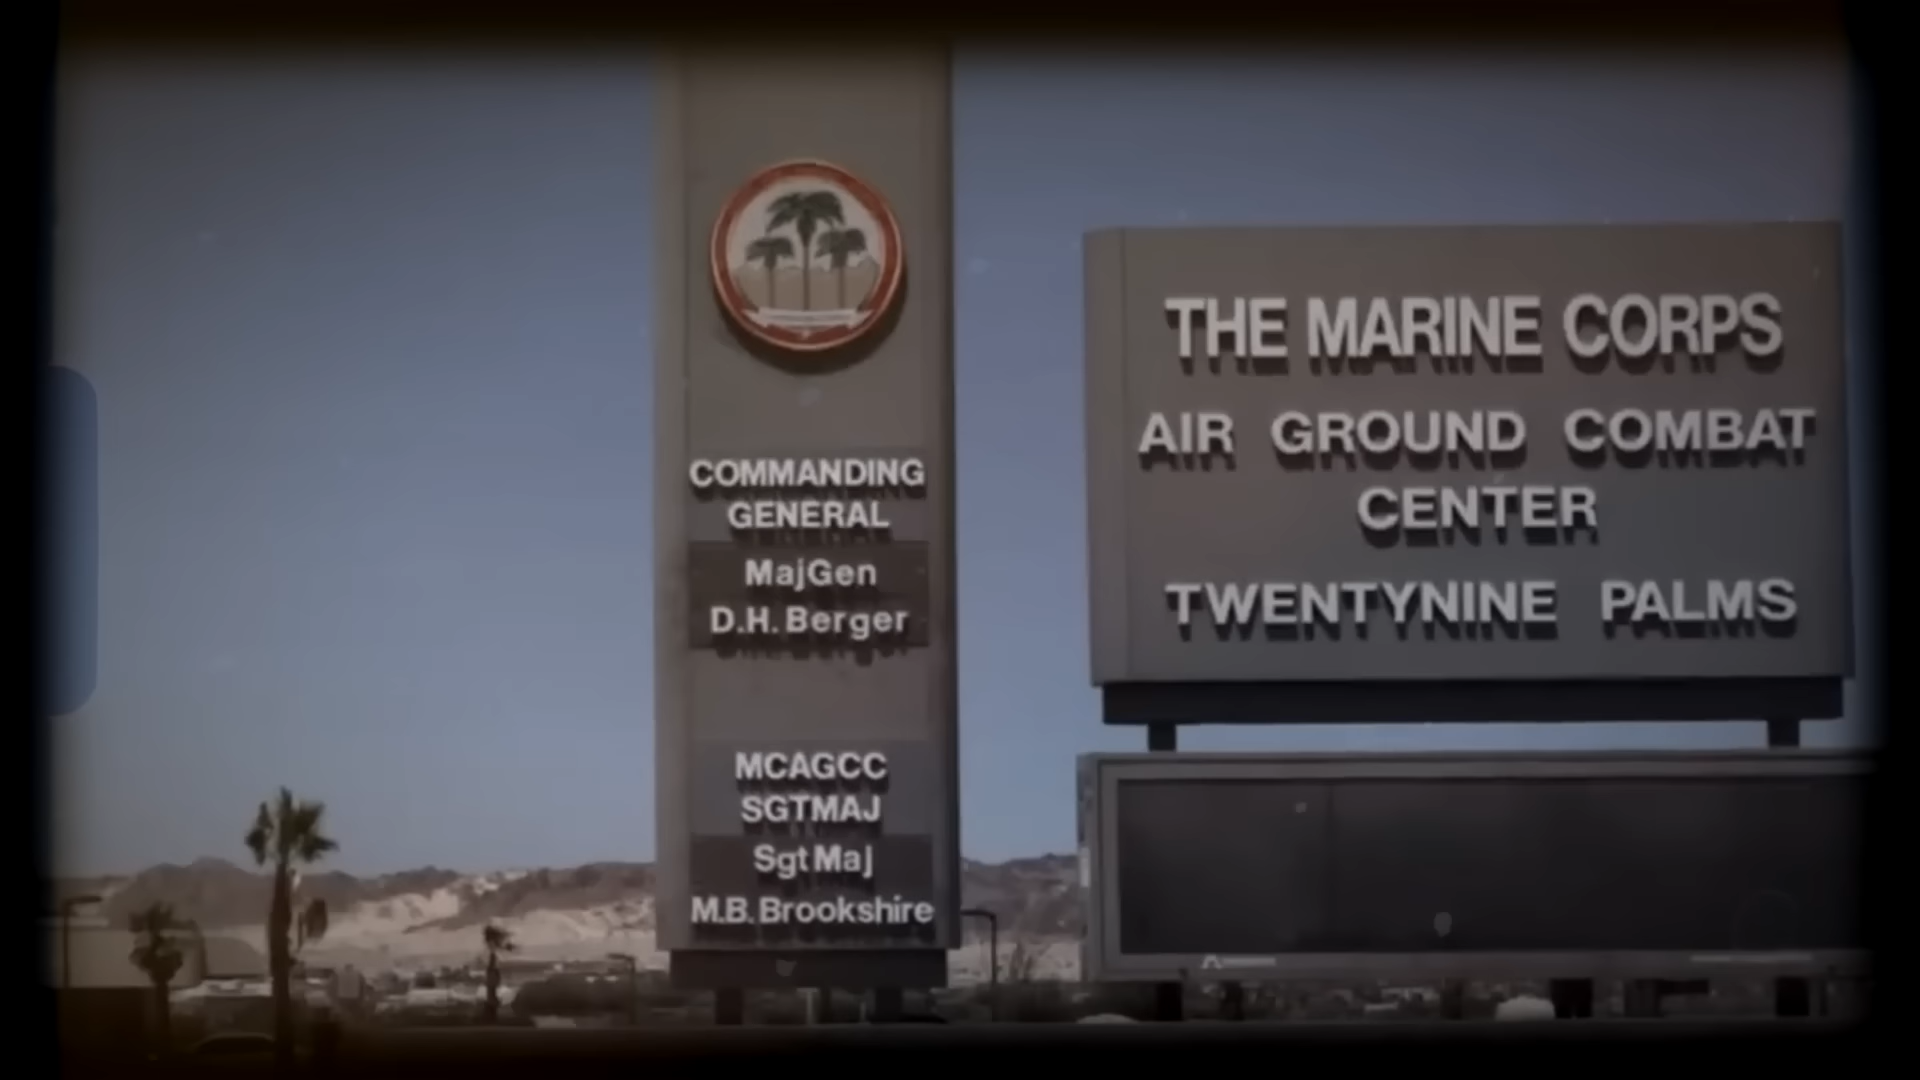 COMMANDING
GENERAL
MajGen
D.H. Berger
MCAGCC
SGTMAJ
SgtMaj
M.B. Brookshire
THE MARINE CORPS
AIR GROUND COMBAT
CENTER
TWENTYNINE PALMS